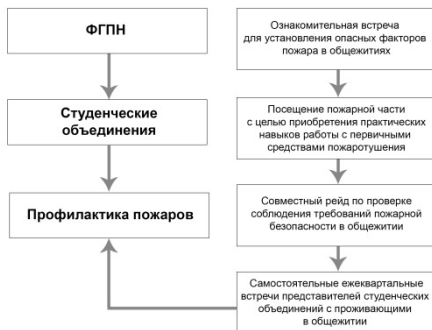 ФГПН
Студенческие
объединения
Профилактика пожаров
Ознакомительная встреча
для установления опасных факторов
пожара в общежитиях
Посещение пожарной части
с целью приобретения практических
навыков работы с первичными
средствами пожаротушения
Совместный рейд по проверке
соблюдения требований пожарной
безопасности в общежитии
Самостоятельные ежеквартальные
встречи представителей студенческих
объединений с проживающими
в общежитии